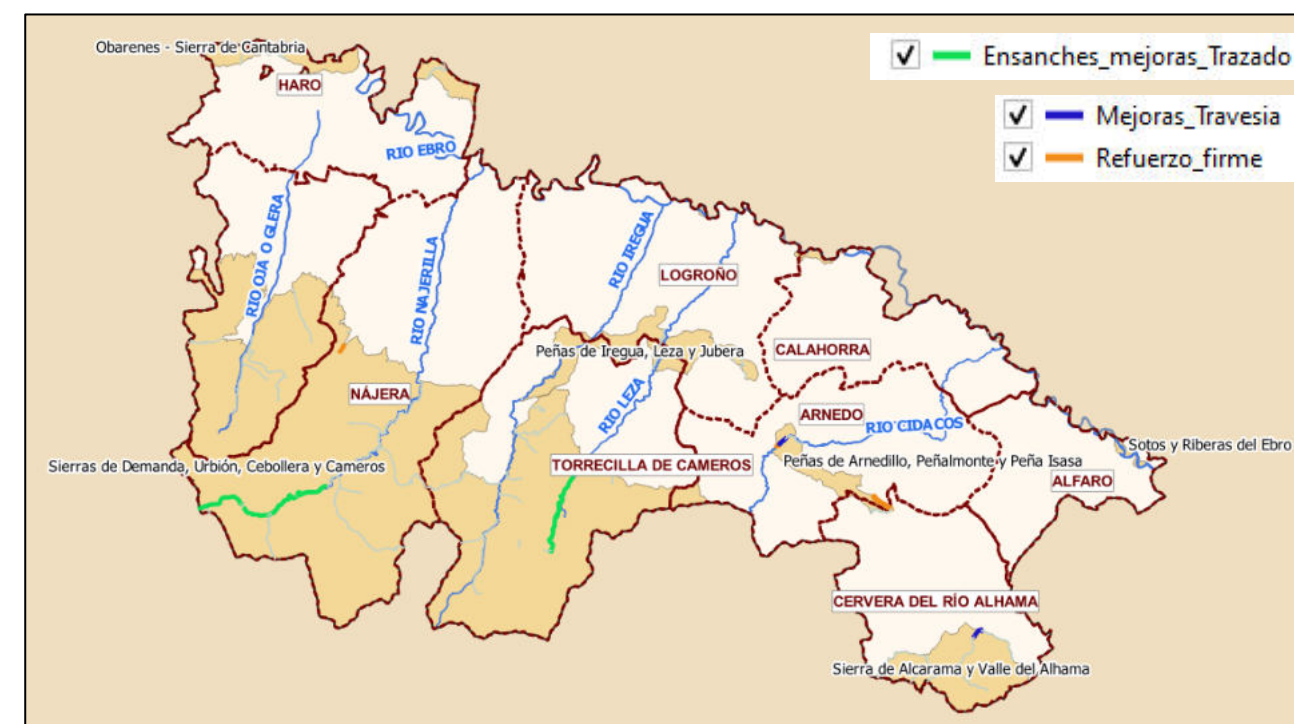 Obarenes - Sierra de Cantabria
Ensanches_mejoras_Trazado
HARO
Mejoras_Travesia
RIO EBRO
Refuerzo_firme
RIO OJA O GLERA
RIO NAJERILLA
RIO IREGUA
LOGROÑO
Peñas de Iregua, Leza y Jubera
CALAHORRA
NÁJERA
RIO LEZA
ARNEDO
RIO CIDACOS
Sotos y Riberas del Ebro
Sierras de Demanda, Urbión, Cebollera y Cameros
TORRECILLA DE CAMEROS
Peñas de Arnedillo, Peñalmonte y Peña Isasa
ALFARO
CERVERA DEL RÍO ALHAMA
Sierra de Alcarama y Valle del Alhama